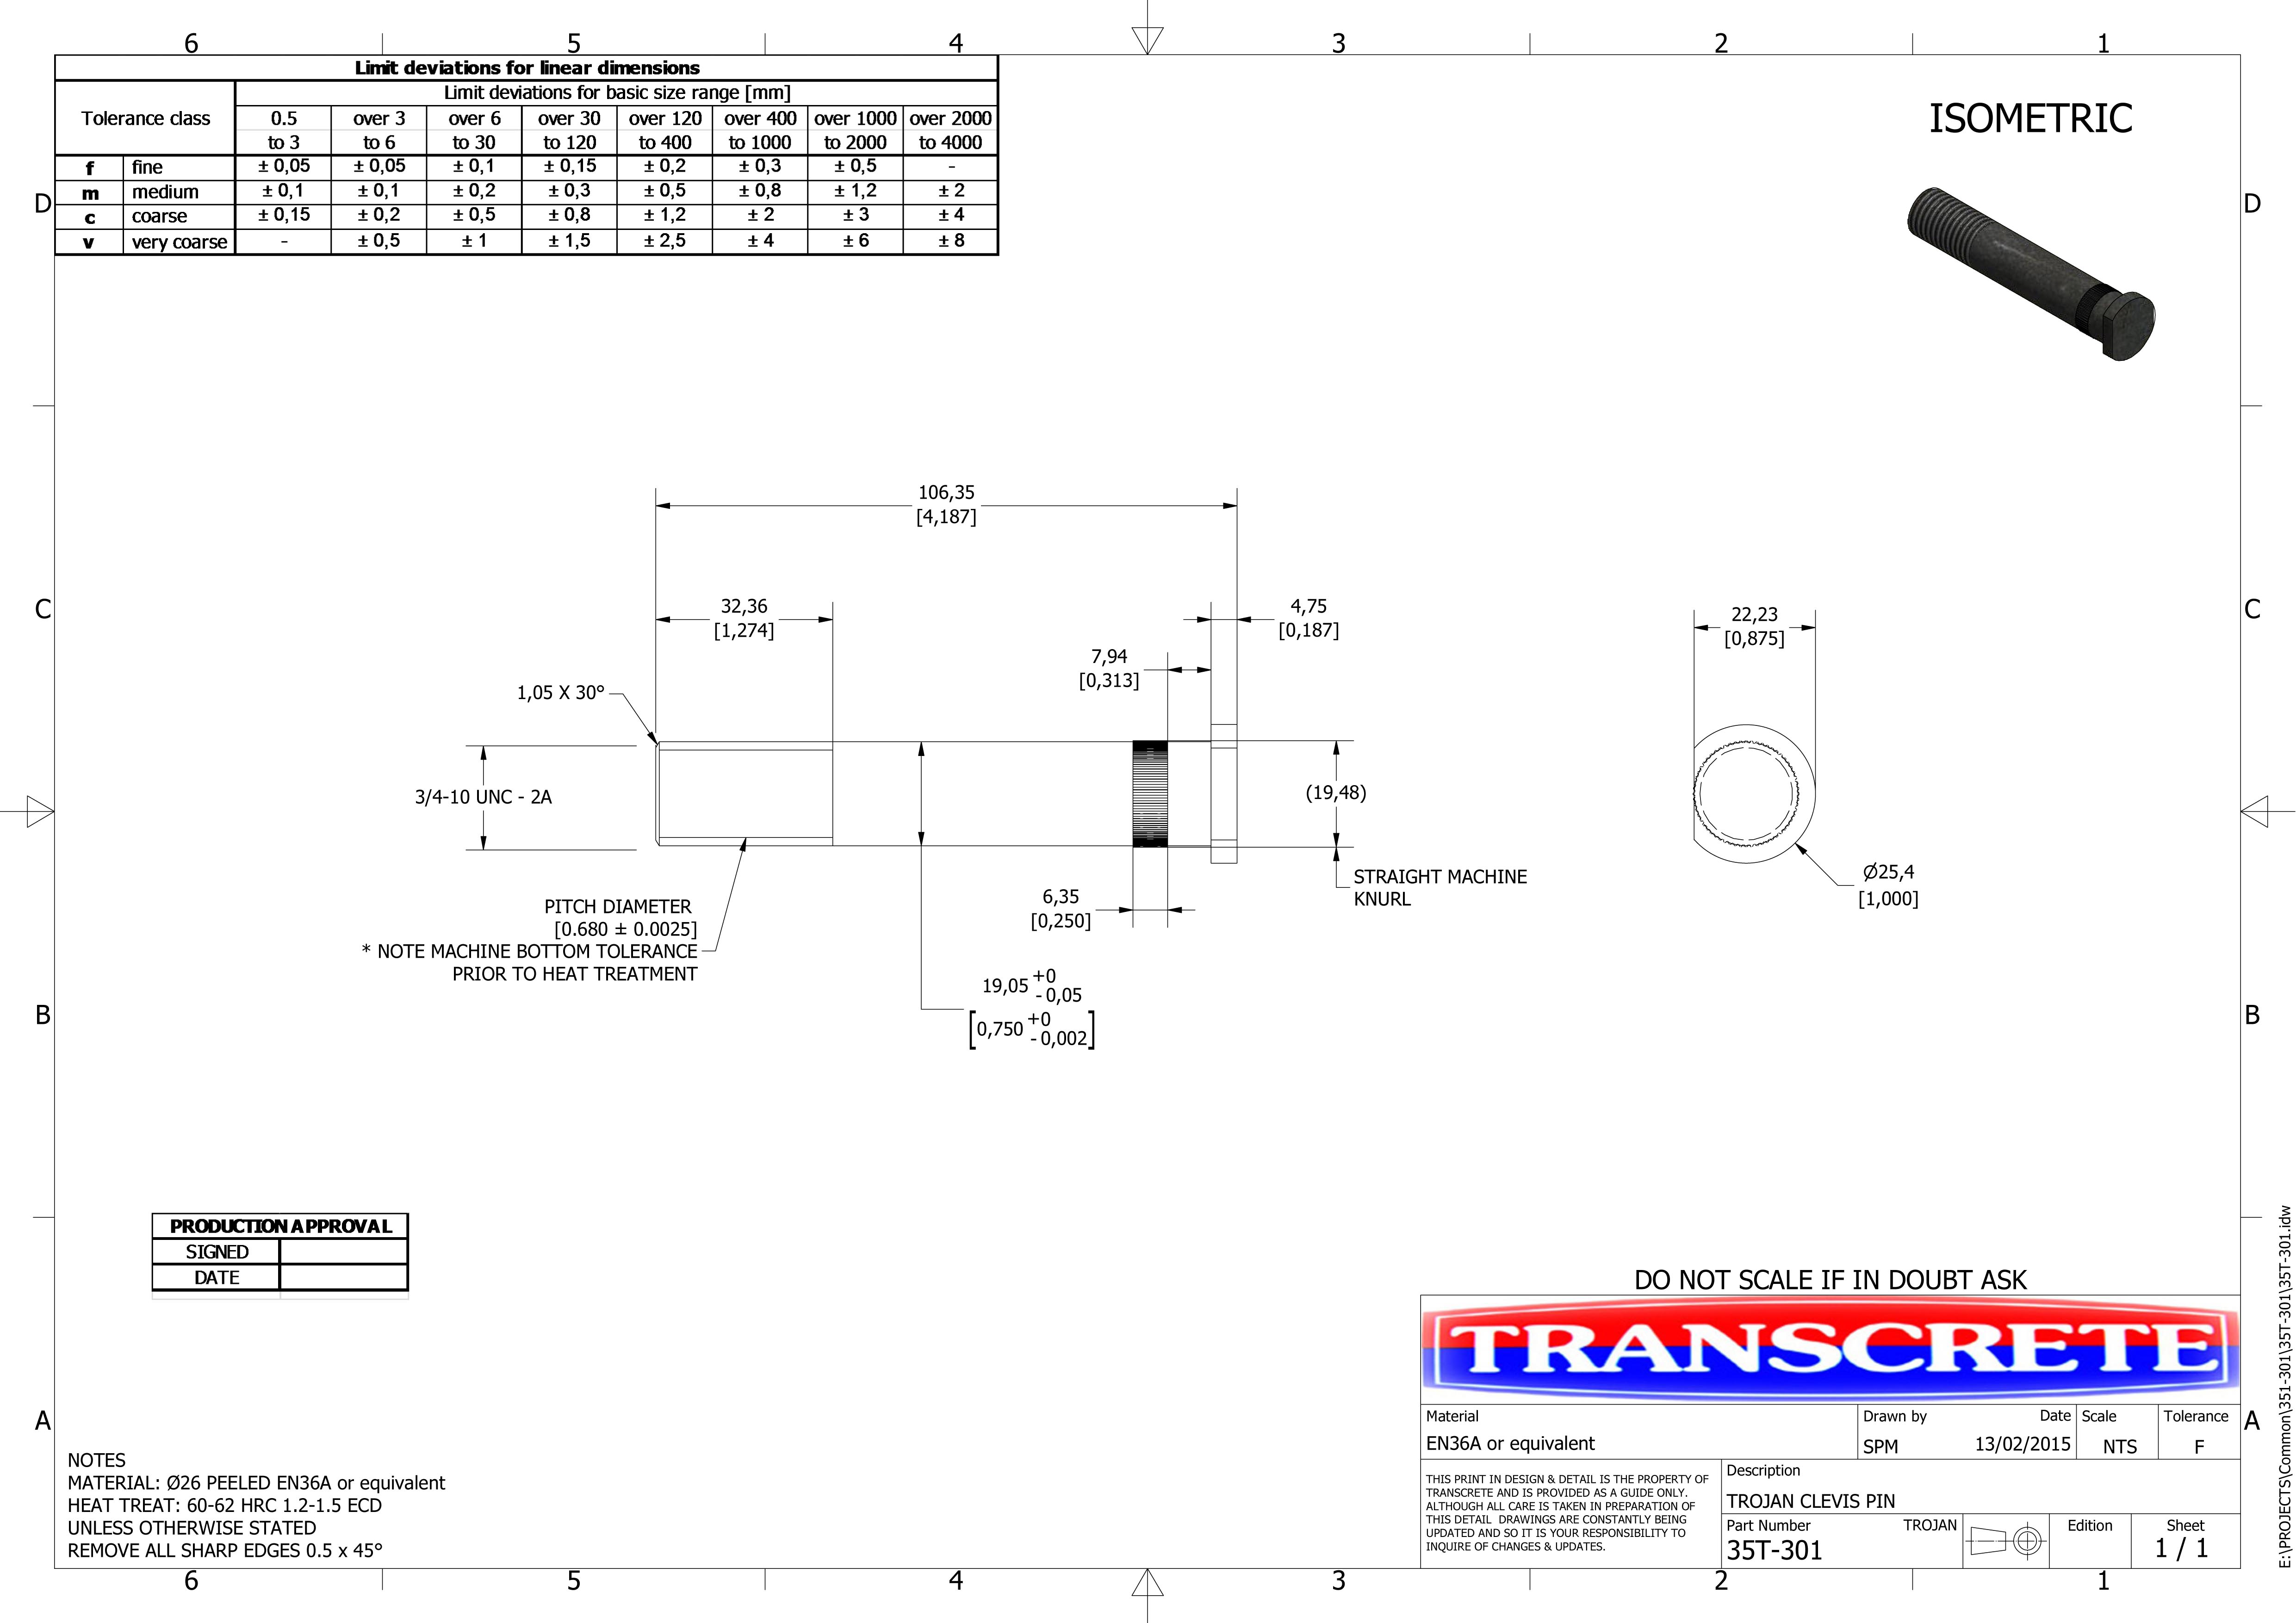 6 5 4 3 2 1
Limit deviations for linear dimensions
Tolerance class
Limit deviations for basic size range [mm]
0.5 over 3 over 6 over 30 over 120 over 400 over 1000 over 2000
to 3 to 6 to 30 to 120 to 400 to 1000 to 2000 to 4000
f fine ± 0,05 ± 0,05 ± 0,1 ± 0,15 ± 0,2 ± 0,3 ± 0,5 -
m medium ± 0,1 ± 0,1 ± 0,2 ± 0,3 ± 0,5 ± 0,8 ± 1,2 ± 2
c coarse ± 0,15 ± 0,2 ± 0,5 ± 0,8 ± 1,2 ± 2 ± 3 ± 4
v very coarse - ± 0,5 ± 1 ± 1,5 ± 2,5 ± 4 ± 6 ± 8
ISOMETRIC
D D
106,35
[4,187]
32,36
[1,274]
4,75
[0,187]
22,23
[0,875]
C C
7,94
[0,313]
1,05 X 30°
3/4-10 UNC - 2A
(19,48)
STRAIGHT MACHINE
KNURL
Ø25,4
[1,000]
6,35
[0,250]
PITCH DIAMETER
[0.680 ± 0.0025]
* NOTE MACHINE BOTTOM TOLERANCE
PRIOR TO HEAT TREATMENT
19,05 +0
- 0,05
[0,750 +0
- 0,002]
B B
PRODUCTION APPROVAL
SIGNED
DATE
DO NOT SCALE IF IN DOUBT ASK
TRANSCRETE
A A
Material
EN36A or equivalent
Drawn by
SPM
Date
13/02/2015
Scale
NTS
Tolerance
F
THIS PRINT IN DESIGN & DETAIL IS THE PROPERTY OF
TRANSCRETE AND IS PROVIDED AS A GUIDE ONLY.
ALTHOUGH ALL CARE IS TAKEN IN PREPARATION OF
THIS DETAIL DRAWINGS ARE CONSTANTLY BEING
UPDATED AND SO IT IS YOUR RESPONSIBILITY TO
INQUIRE OF CHANGES & UPDATES.
Description
TROJAN CLEVIS PIN
Part Number TROJAN
35T-301
Edition
Sheet
1 / 1
NOTES
MATERIAL: Ø26 PEELED EN36A or equivalent
HEAT TREAT: 60-62 HRC 1.2-1.5 ECD
UNLESS OTHERWISE STATED
REMOVE ALL SHARP EDGES 0.5 x 45°
6 5 4 3 2 1
E:\PROJECTS\Common\351-301\35T-301\35T-301.idw